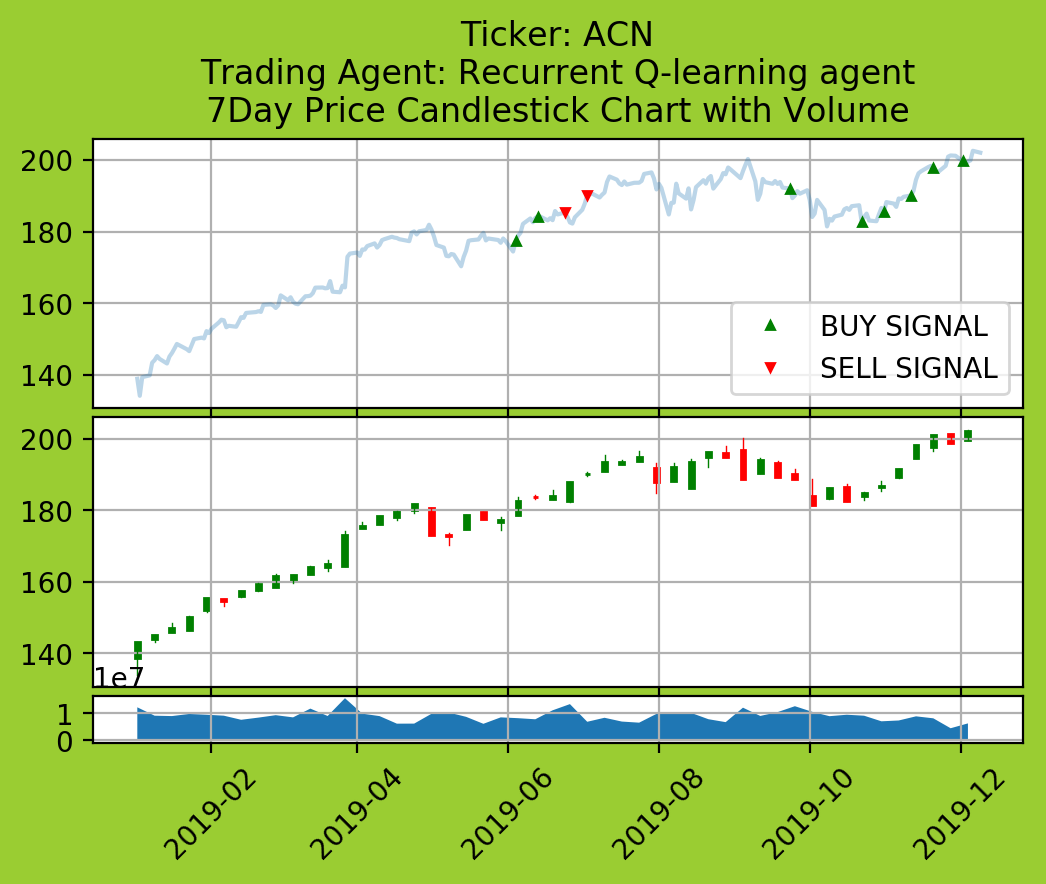 Ticker: ACN
Trading Agent: Recurrent Q-learning agent
7Day Price Candlestick Chart with Volume
200
180
160
140
BUY SIGNAL
SELL SIGNAL
200
180
160
140
1e7
1
0
2019-02
2019-04
2019-06
2019-08
2019-10
2019-12